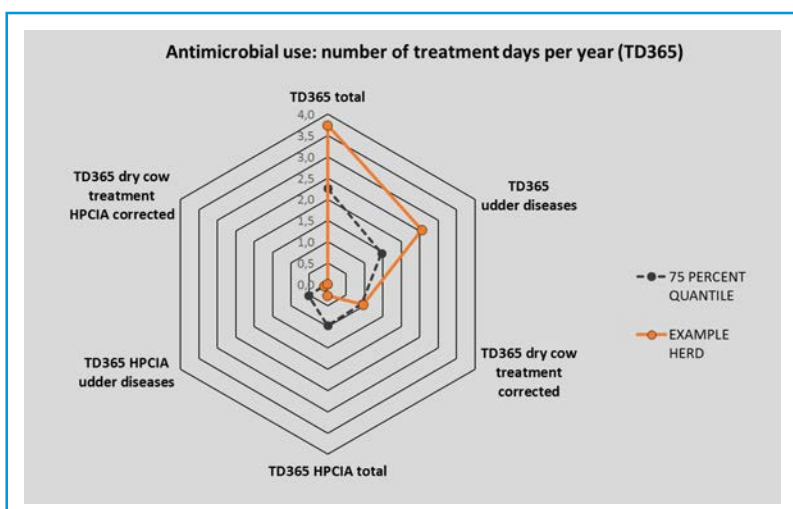 Antimicrobial use: number of treatment days per year (TD365)
TD365 total
4,0
3,5
3,0
2,5
2,0
1,5
1,0
0,5
0,0
TD365
udder diseases
TD365 dry cow
treatment
corrected
TD365 HPCIA total
TD365 HPCIA
udder diseases
TD365 dry cow
treatment
HPCIA corrected
75 PERCENT
QUANTILE
EXAMPLE
HERD